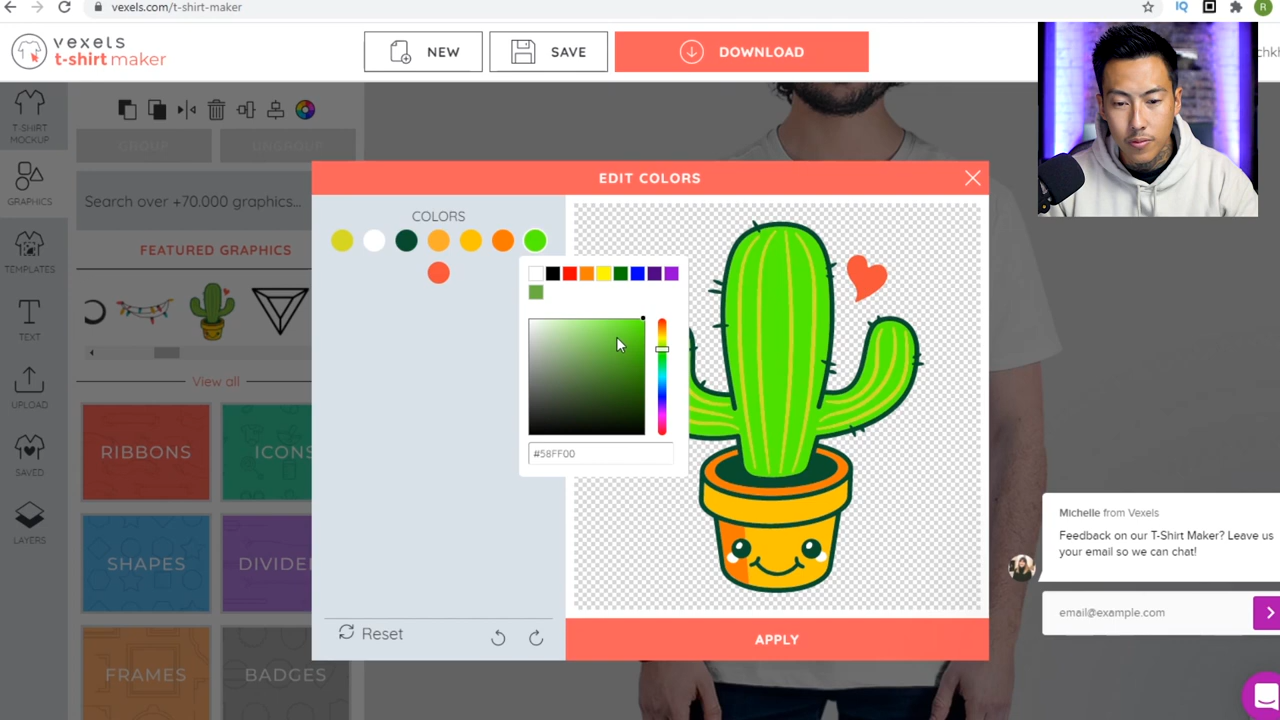 vexels.com/t-shirt-maker
IQ
R
vexels
t-shirt maker
NEW
SAVE
DOWNLOAD
T-SHIRT
MOCKUP
GROUP
UNGROUP
GRAPHICS
Search over +70.000 graphics...
FEATURED GRAPHICS
TEMPLATES
TEXT
View all
UPLOAD
RIBBONS
ICONS
SAVED
LAYERS
SHAPES
FRAMES
BADGES
EDIT COLORS
COLORS
#58FF00
Reset
APPLY
Michelle from Vexels
Feedback on our T-Shirt Maker? Leave us
your email so we can chat!
email@example.com